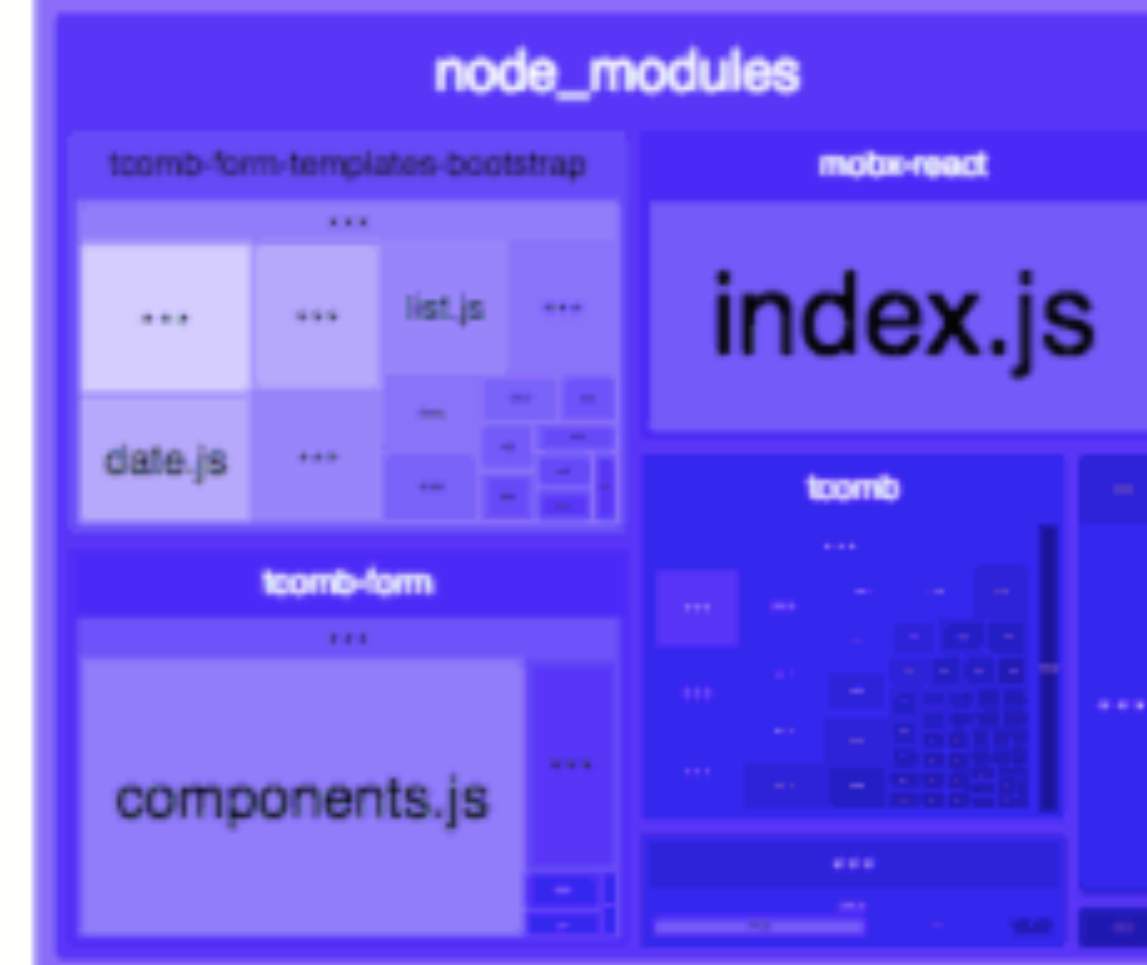 node_modules
tcomb-form-templates-bootstrap
...
...
...
list.js
...
date.js
...
mobx-react
index.js
tcomb
...
tcomb-form
...
components.js
...